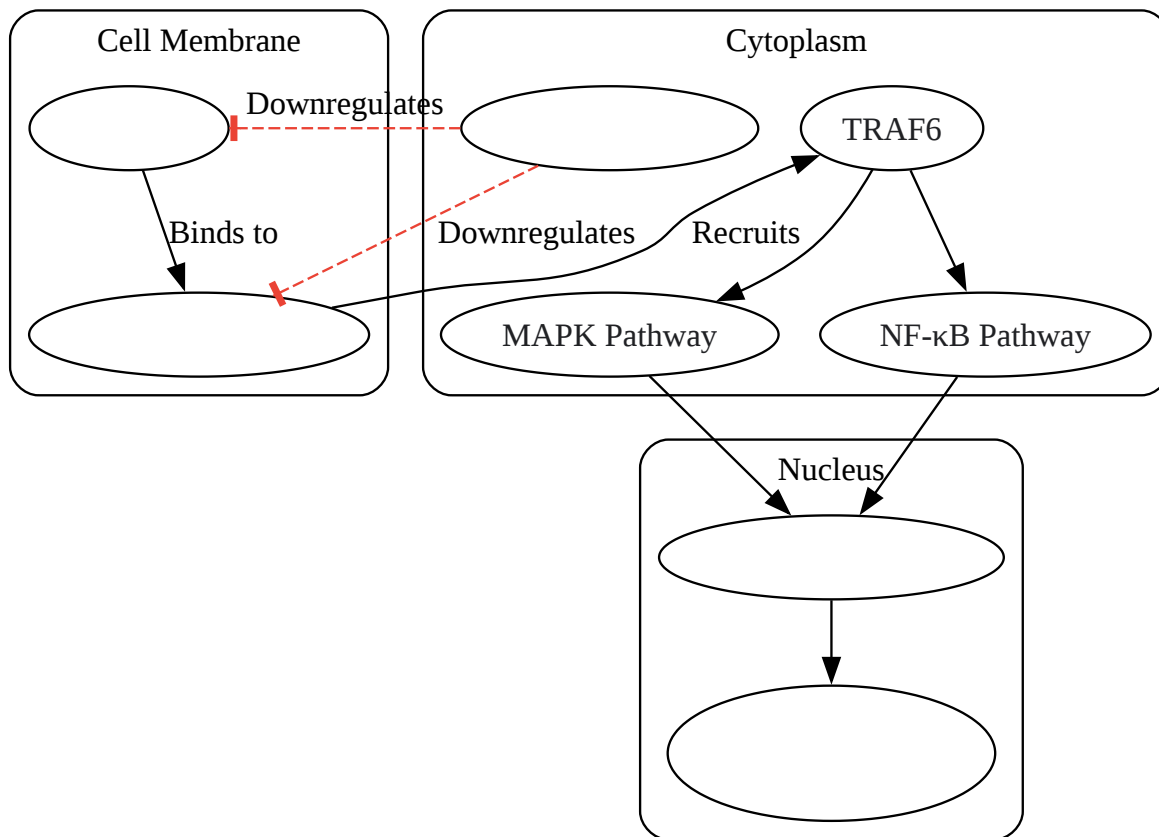 Cell Membrane
Cytoplasm
Downregulates
TRAF6
Binds to
Downregulates
Recruits
MAPK Pathway
NF-κB Pathway
Nucleus